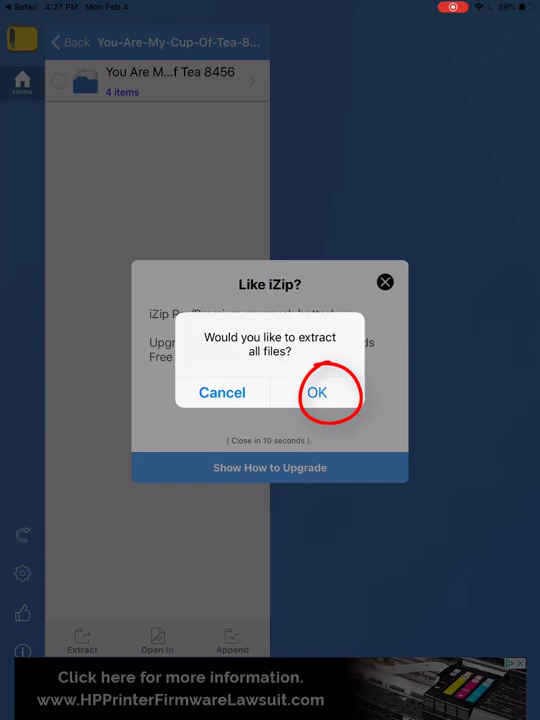 Safari 4:27 PM Mon Feb 4 39%
Back You-Are-My-Cup-Of-Tea-8...
You Are M...f Tea 8456
4 items
Home
Like iZip?
iZip
Would you like to extract
all files?
Upgr
Free
Cancel OK
( Close in 10 seconds ).
Show How to Upgrade
Extract Open in Append
Click here for more information.
www.HPPrinterFirmwareLawsuit.com